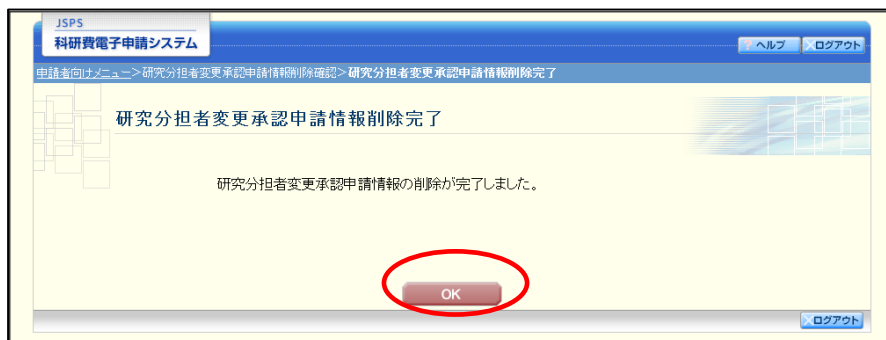 JSPS
科研費電子申請システム
ヘルプ ログアウト
申請者向けメニュー>研究分担者変更承認申請情報削除確認>研究分担者変更承認申請情報削除完了
研究分担者変更承認申請情報削除完了
研究分担者変更承認申請情報の削除が完了しました。
OK
ログアウト